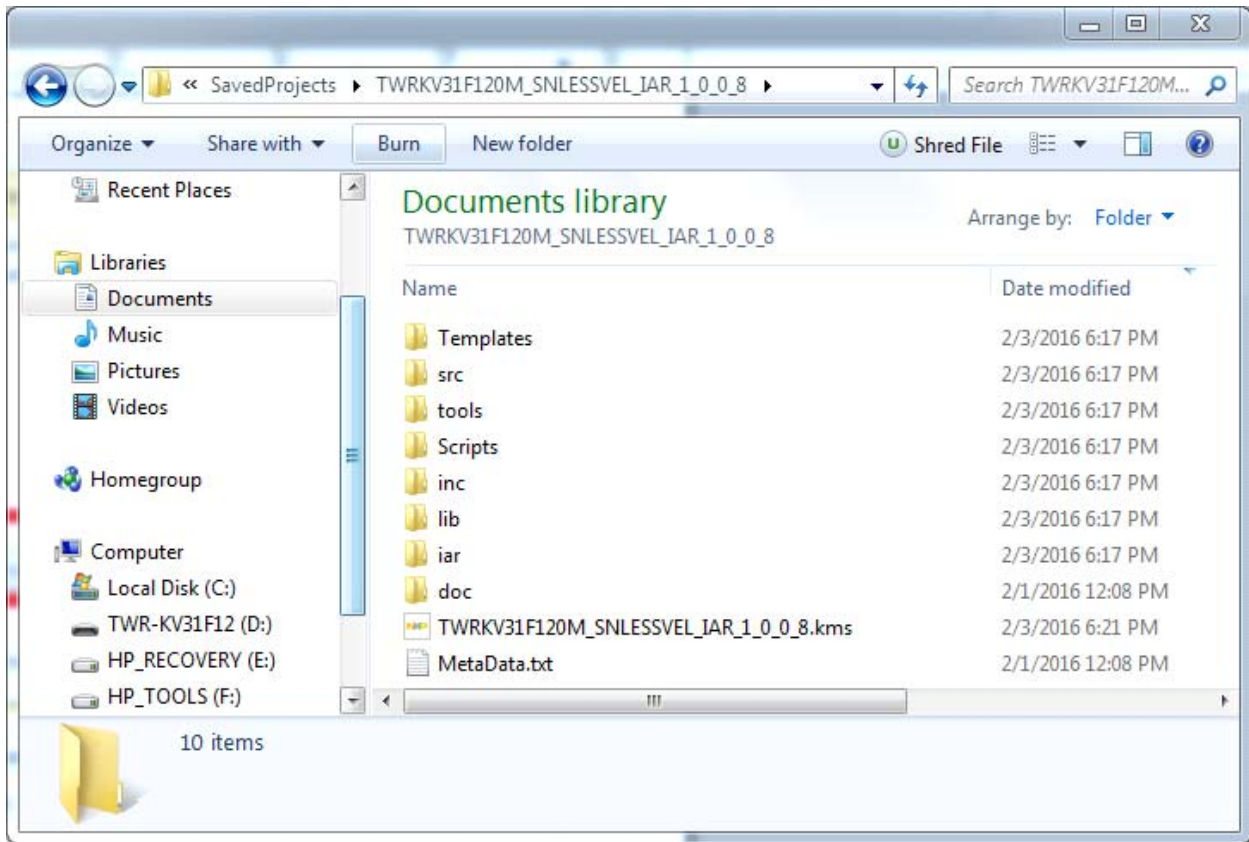 « SavedProjects ▸ TWRKV31F120M_SNLESSVEL_IAR_1_0_0_8 ▸ Search TWRKV31F120M...
Organize Share with Burn New folder Shred File
Recent Places
Libraries
Documents
Music
Pictures
Videos
Homegroup
Computer
Local Disk (C:)
TWR-KV31F12 (D:)
HP_RECOVERY (E:)
HP_TOOLS (F:)
Documents library
TWRKV31F120M_SNLESSVEL_IAR_1_0_0_8
Arrange by: Folder
Name Date modified
Templates 2/3/2016 6:17 PM
src 2/3/2016 6:17 PM
tools 2/3/2016 6:17 PM
Scripts 2/3/2016 6:17 PM
inc 2/3/2016 6:17 PM
lib 2/3/2016 6:17 PM
iar 2/3/2016 6:17 PM
doc 2/1/2016 12:08 PM
TWRKV31F120M_SNLESSVEL_IAR_1_0_0_8.kms 2/3/2016 6:21 PM
MetaData.txt 2/1/2016 12:08 PM
10 items